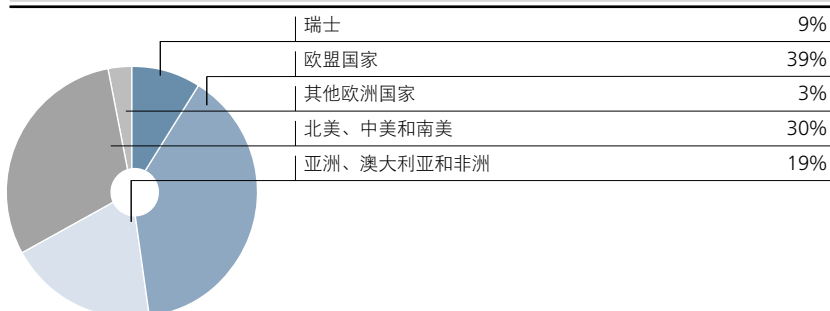 瑞士 9%
欧盟国家 39%
其他欧洲国家 3%
北美、中美和南美 30%
亚洲、澳大利亚和非洲 19%